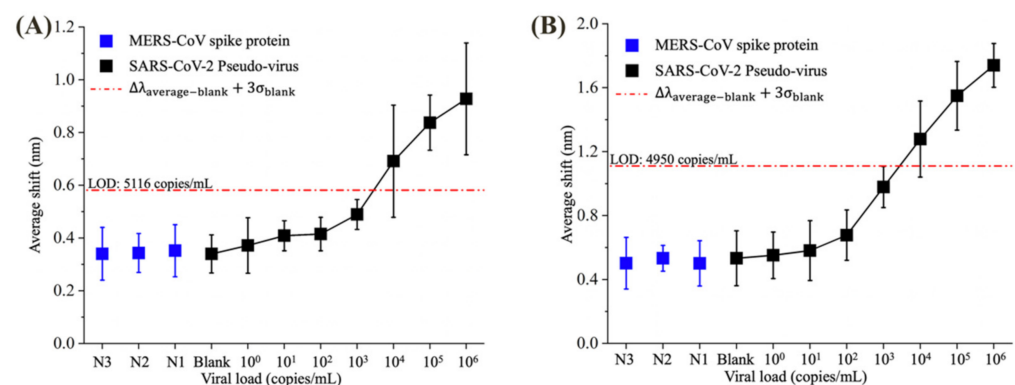 (A)
1.2
1.0
0.8
0.6
0.4
0.2
0.0
Average shift (nm)
MERS-CoV spike protein
SARS-CoV-2 Pseudo-virus
Δλaverage−blank + 3σblank
LOD: 5116 copies/mL
N3 N2 N1 Blank 10⁰ 10¹ 10² 10³ 10⁴ 10⁵ 10⁶
Viral load (copies/mL)
(B)
2.0
1.6
1.2
0.8
0.4
0.0
Average shift (nm)
MERS-CoV spike protein
SARS-CoV-2 Pseudo-virus
Δλaverage−blank + 3σblank
LOD: 4950 copies/mL
N3 N2 N1 Blank 10⁰ 10¹ 10² 10³ 10⁴ 10⁵ 10⁶
Viral load (copies/mL)